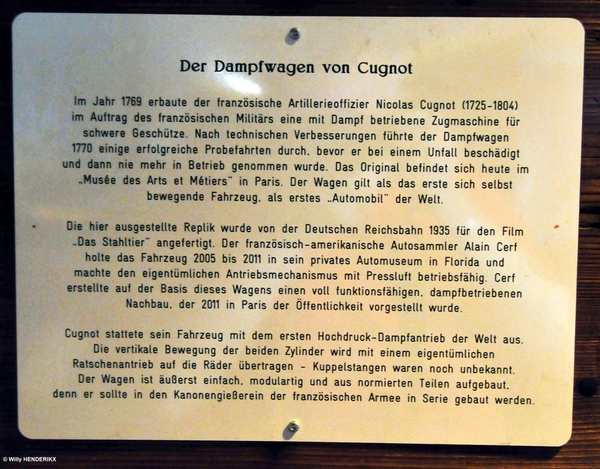 Der Dampfwagen von Cugnot
Im Jahr 1769 erbaute der französische Artillerieoffizier Nicolas Cugnot (1725-1804)
im Auftrag des französischen Militärs eine mit Dampf betriebene Zugmaschine für
schwere Geschütze. Nach technischen Verbesserungen führte der Dampfwagen
1770 einige erfolgreiche Probefahrten durch, bevor er bei einem Unfall beschädigt
und dann nie mehr in Betrieb genommen wurde. Das Original befindet sich heute im
„Musée des Arts et Métiers" in Paris. Der Wagen gilt als das erste sich selbst
bewegende Fahrzeug, als erstes „Automobil" der Welt.
Die hier ausgestellte Replik wurde von der Deutschen Reichsbahn 1935 für den Film
„Das Stahltier" angefertigt. Der französisch-amerikanische Autosammler Alain Cerf
holte das Fahrzeug 2005 bis 2011 in sein privates Automuseum in Florida und
machte den eigentümlichen Antriebsmechanismus mit Pressluft betriebsfähig. Cerf
erstellte auf der Basis dieses Wagens einen voll funktionsfähigen, dampfbetriebenen
Nachbau, der 2011 in Paris der Öffentlichkeit vorgestellt wurde.
Cugnot stattete sein Fahrzeug mit dem ersten Hochdruck-Dampfantrieb der Welt aus.
Die vertikale Bewegung der beiden Zylinder wird mit einem eigentümlichen
Ratschenantrieb auf die Räder übertragen - Kuppelstangen waren noch unbekannt.
Der Wagen ist äußerst einfach, modulartig und aus normierten Teilen aufgebaut,
denn er sollte in den Kanonengießerein der französischen Armee in Serie gebaut werden.
© Willy HENDERIKX